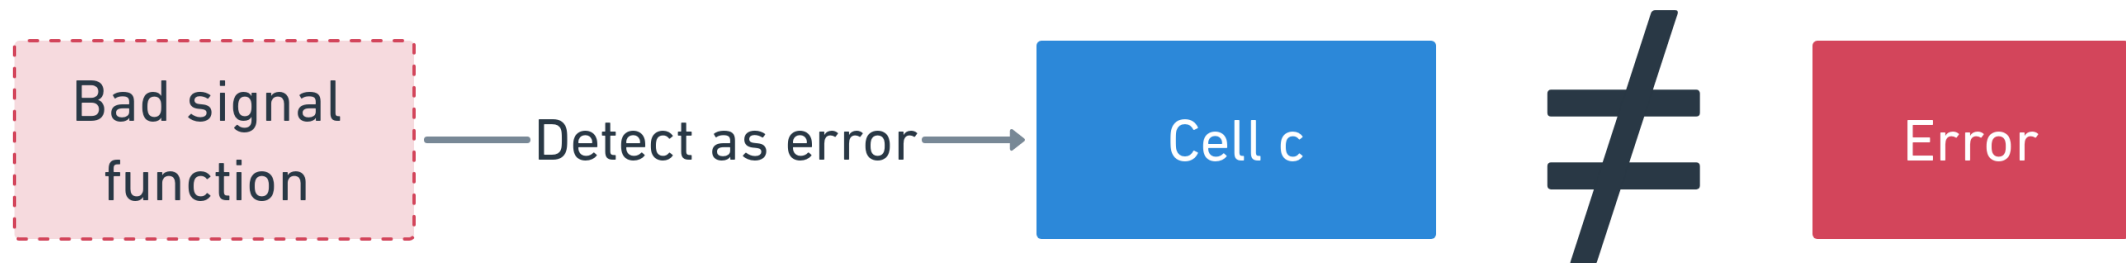 Bad signal
function
Detect as error
Cell c
≠
Error